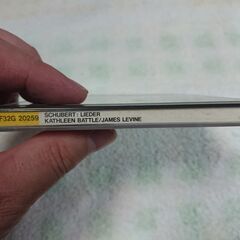 F32G 20259
SCHUBERT : LIEDER
KATHLEEN BATTLE/JAMES LEVINE